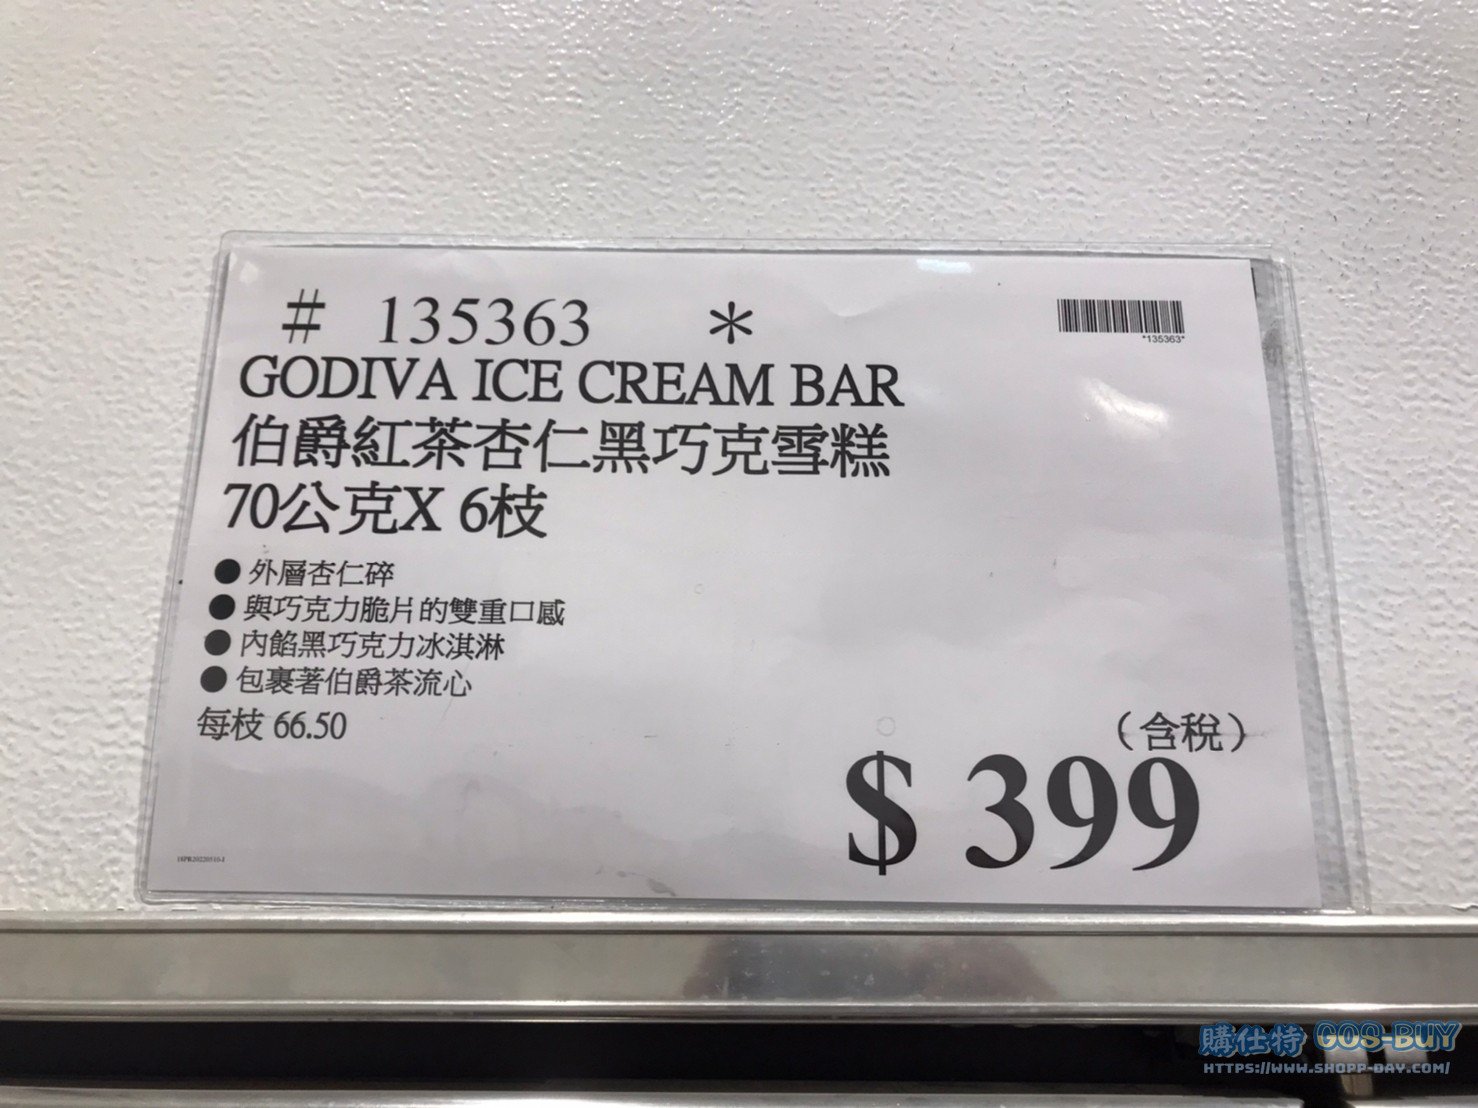 # 135363 *
*135363*
GODIVA ICE CREAM BAR
伯爵紅茶杏仁黑巧克雪糕
70公克X 6枝
● 外層杏仁碎
● 與巧克力脆片的雙重口感
● 內餡黑巧克力冰淇淋
● 包裹著伯爵茶流心
每枝 66.50
（含稅）
$ 399
購仕特 GOS-BUY
HTTPS://WWW.SHOPP-DAY.COM/